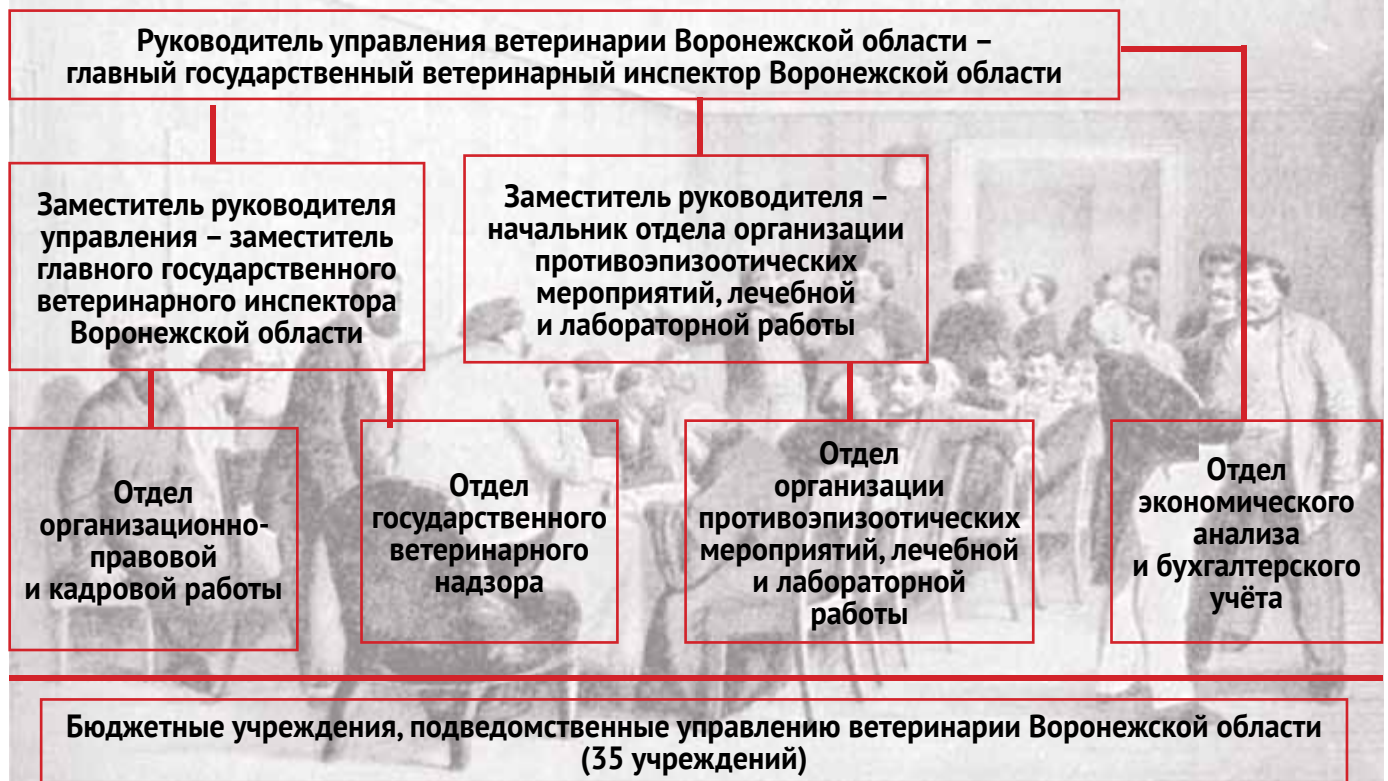 Руководитель управления ветеринарии Воронежской области –
главный государственный ветеринарный инспектор Воронежской области
Заместитель руководителя
управления – заместитель
главного государственного
ветеринарного инспектора
Воронежской области
Заместитель руководителя –
начальник отдела организации
противоэпизоотических
мероприятий, лечебной
и лабораторной работы
Отдел
организационно-
правовой
и кадровой работы
Отдел
государственного
ветеринарного
надзора
Отдел
организации
противоэпизоотических
мероприятий, лечебной
и лабораторной
работы
Отдел
экономического
анализа
и бухгалтерского
учёта
Бюджетные учреждения, подведомственные управлению ветеринарии Воронежской области
(35 учреждений)